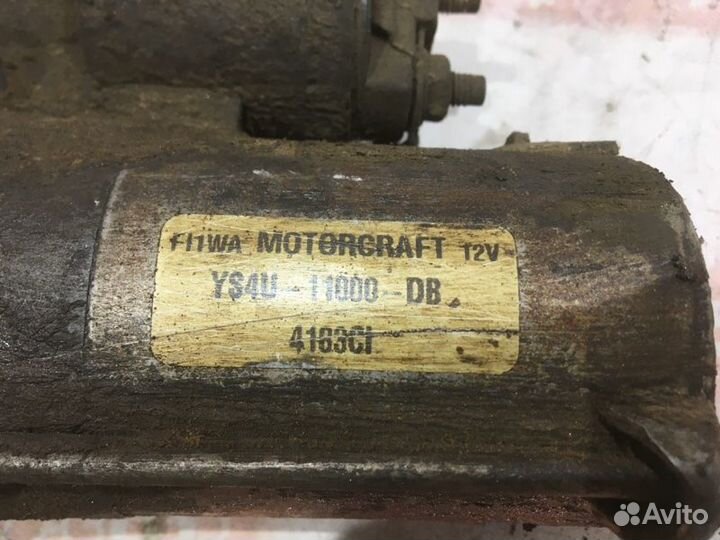 F11WA MOTORCRAFT 12V
YS4U-11000-DB
4163CI
Avito